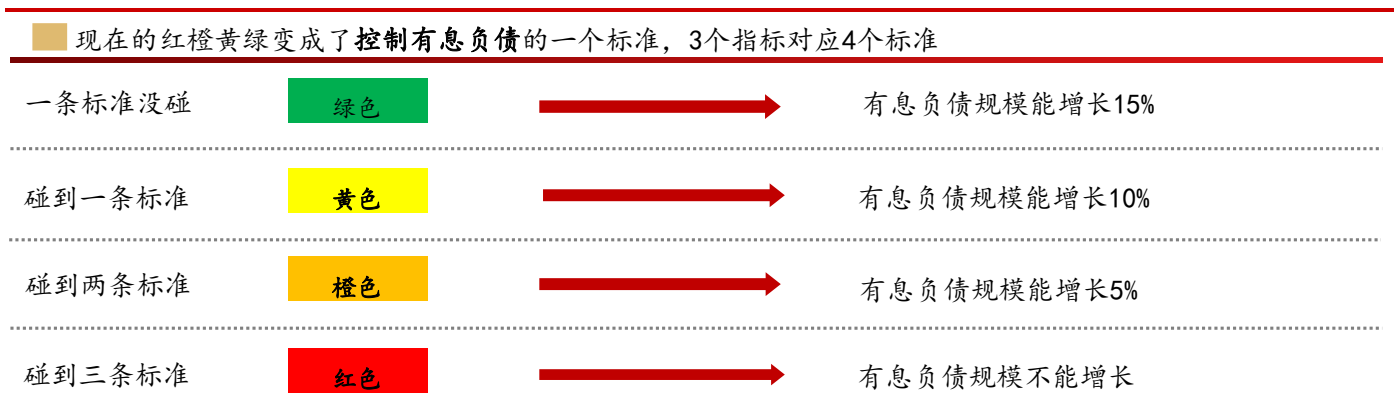 现在的红橙黄绿变成了控制有息负债的一个标准，3个指标对应4个标准
一条标准没碰 绿色 有息负债规模能增长15%
碰到一条标准 黄色 有息负债规模能增长10%
碰到两条标准 橙色 有息负债规模能增长5%
碰到三条标准 红色 有息负债规模不能增长